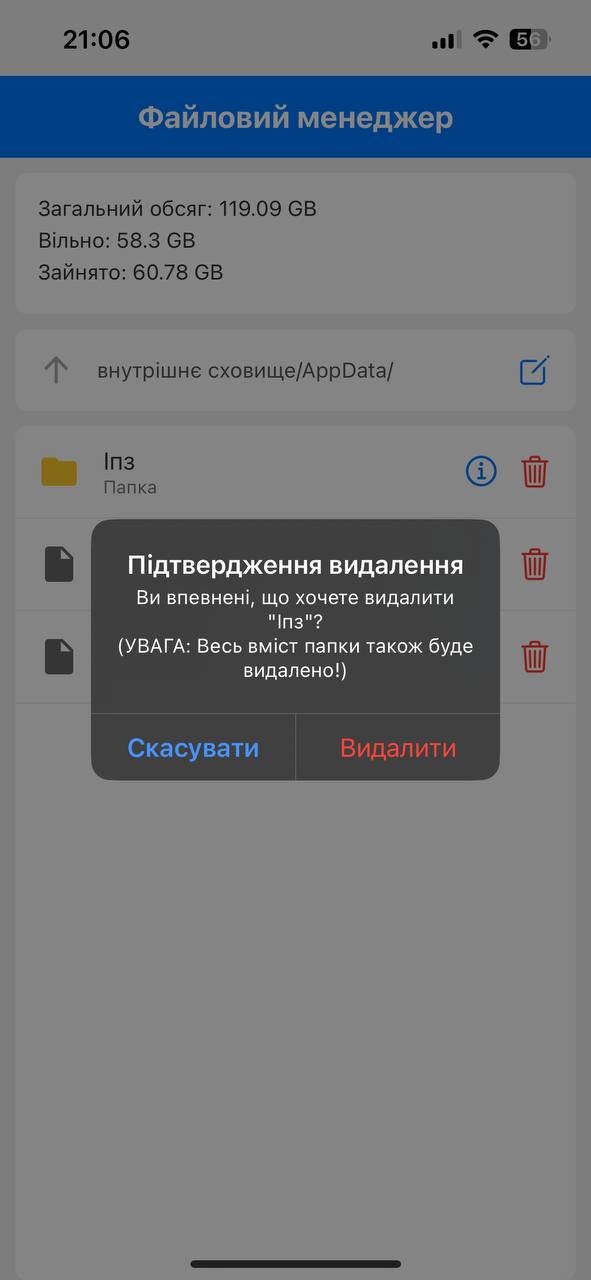 21:06
56
Файловий менеджер
Загальний обсяг: 119.09 GB
Вільно: 58.3 GB
Зайнято: 60.78 GB
внутрішнє сховище/AppData/
Іпз
Папка
Підтвердження видалення
Ви впевнені, що хочете видалити
"Іпз"?
(УВАГА: Весь вміст папки також буде
видалено!)
Скасувати
Видалити